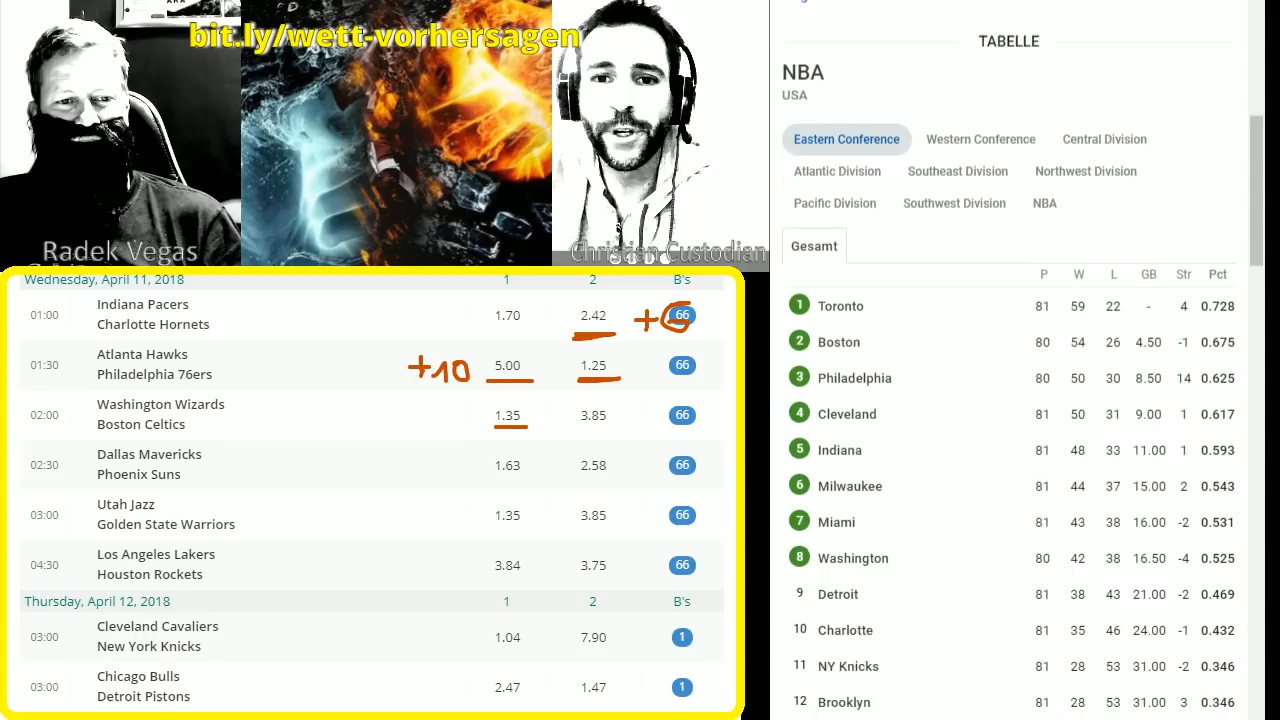 bit.ly/wett-vorhersagen
Radek Vegas
Christian Custodian
Wednesday, April 11, 2018 1 2 B's
01:00 Indiana Pacers 1.70 2.42 +6 66
Charlotte Hornets
01:30 Atlanta Hawks +10 5.00 1.25 66
Philadelphia 76ers
02:00 Washington Wizards 1.35 3.85 66
Boston Celtics
02:30 Dallas Mavericks 1.63 2.58 66
Phoenix Suns
03:00 Utah Jazz 1.35 3.85 66
Golden State Warriors
04:30 Los Angeles Lakers 3.84 3.75 66
Houston Rockets
Thursday, April 12, 2018 1 2 B's
03:00 Cleveland Cavaliers 1.04 7.90 1
New York Knicks
03:00 Chicago Bulls 2.47 1.47 1
Detroit Pistons
TABELLE
NBA
USA
Eastern Conference Western Conference Central Division
Atlantic Division Southeast Division Northwest Division
Pacific Division Southwest Division NBA
Gesamt
P W L GB Str Pct
1 Toronto 81 59 22 - 4 0.728
2 Boston 80 54 26 4.50 -1 0.675
3 Philadelphia 80 50 30 8.50 14 0.625
4 Cleveland 81 50 31 9.00 1 0.617
5 Indiana 81 48 33 11.00 1 0.593
6 Milwaukee 81 44 37 15.00 2 0.543
7 Miami 81 43 38 16.00 -2 0.531
8 Washington 80 42 38 16.50 -4 0.525
9 Detroit 81 38 43 21.00 -2 0.469
10 Charlotte 81 35 46 24.00 -1 0.432
11 NY Knicks 81 28 53 31.00 -2 0.346
12 Brooklyn 81 28 53 31.00 3 0.346